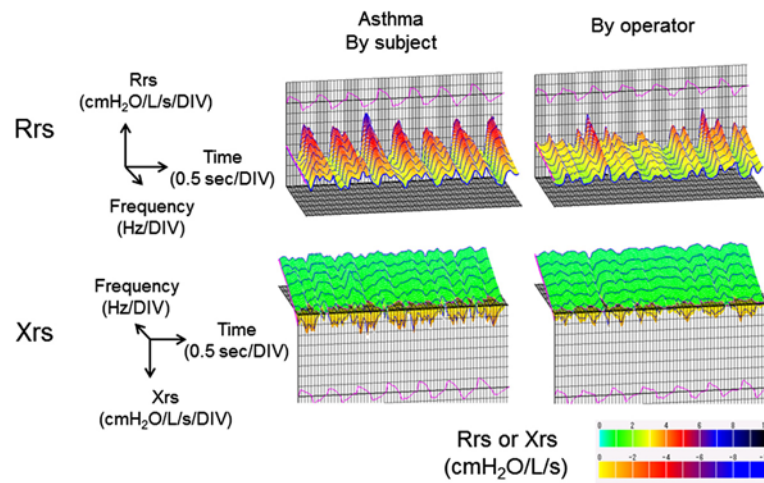 Asthma
By subject
By operator
Rrs
Rrs
(cmH₂O/L/s/DIV)
Time
(0.5 sec/DIV)
Frequency
(Hz/DIV)
Xrs
Frequency
(Hz/DIV)
Time
(0.5 sec/DIV)
Xrs
(cmH₂O/L/s/DIV)
Rrs or Xrs
(cmH₂O/L/s)
0 2 4 6 8
0 -2 -4 -6 -8